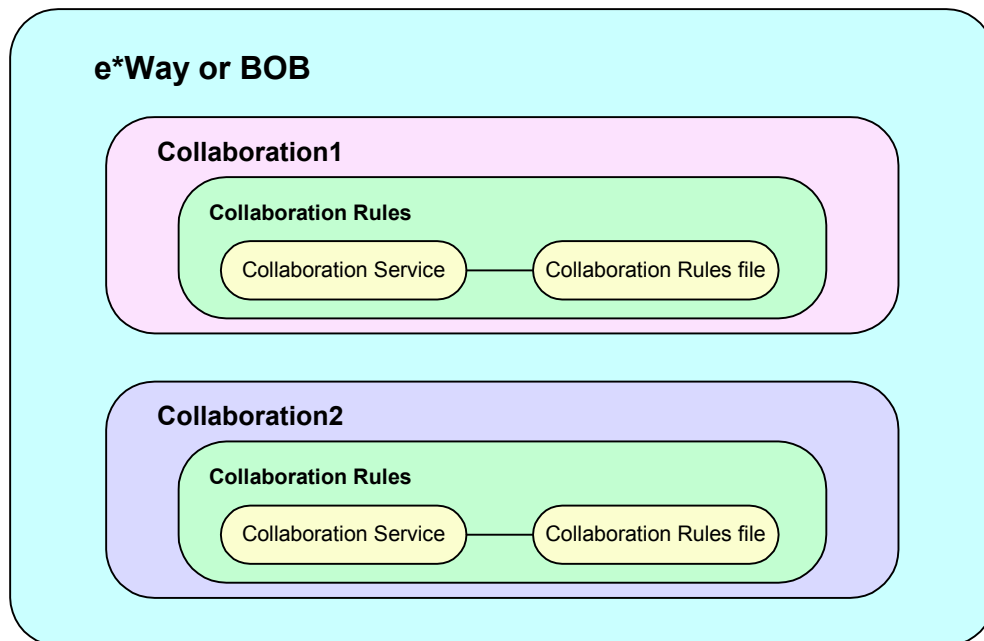 e*Way or BOB
Collaboration1
Collaboration Rules
Collaboration Service
Collaboration Rules file
Collaboration2
Collaboration Rules
Collaboration Service
Collaboration Rules file